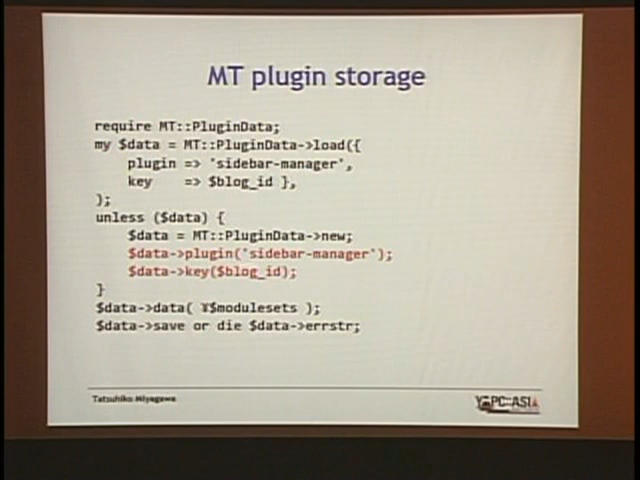 MT plugin storage
require MT::PluginData;
my $data = MT::PluginData->load({
plugin => 'sidebar-manager',
key => $blog_id },
);
unless ($data) {
$data = MT::PluginData->new;
$data->plugin('sidebar-manager');
$data->key($blog_id);
}
$data->data( ¥$modulesets );
$data->save or die $data->errstr;
Tatsuhiko Miyagawa
YAPC::ASIA